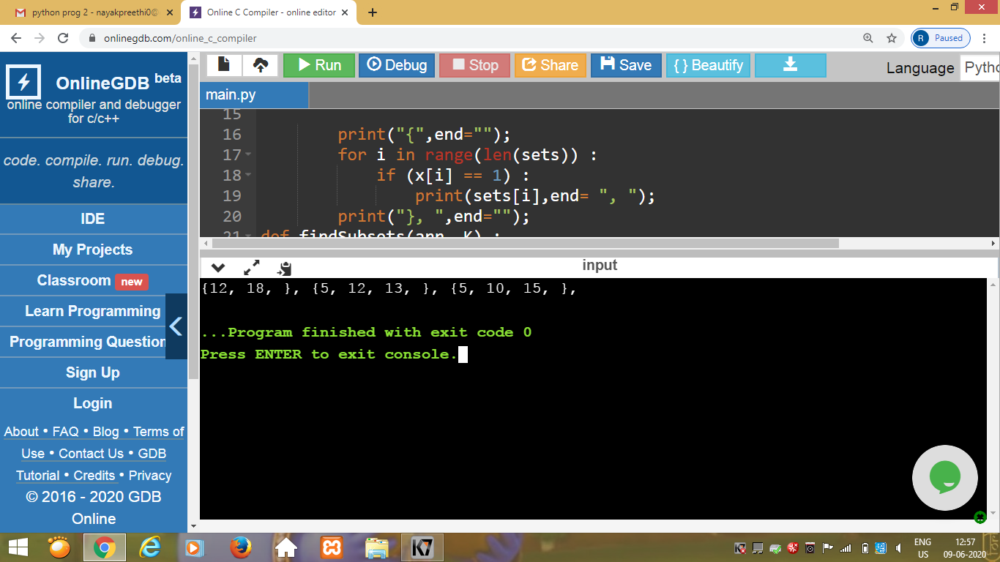 python prog 2 - nayakpreethi0@
Online C Compiler - online editor
onlinegdb.com/online_c_compiler
R Paused
OnlineGDB beta
online compiler and debugger
for c/c++
code. compile. run. debug.
share.
IDE
My Projects
Classroom new
Learn Programming
Programming Question
Sign Up
Login
About • FAQ • Blog • Terms of
Use • Contact Us • GDB
Tutorial • Credits • Privacy
© 2016 - 2020 GDB
Online
Run Debug Stop Share Save { } Beautify
Language Pytho
main.py
15
16 print("{",end="");
17 for i in range(len(sets)) :
18 if (x[i] == 1) :
19 print(sets[i],end= ", ");
20 print("}, ",end="");
21 def findSubsets(arr, K) :
input
{12, 18, }, {5, 12, 13, }, {5, 10, 15, },
...Program finished with exit code 0
Press ENTER to exit console.
K7
ENG
US
12:57
09-06-2020